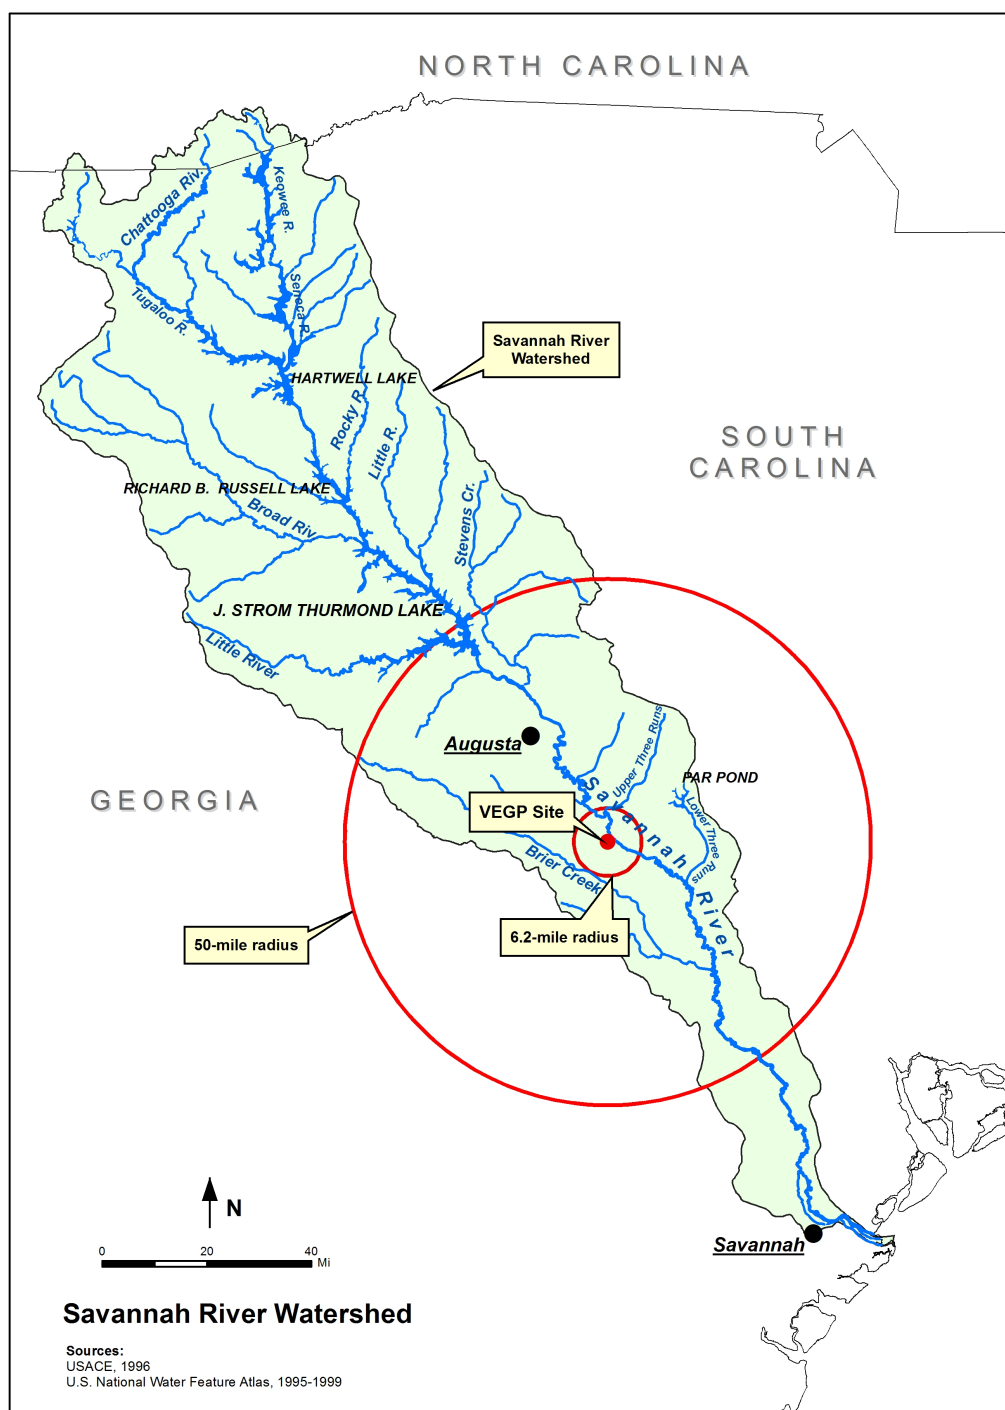 NORTH CAROLINA
Chattooga Riv.
Keowee R.
Tugaloo R.
Seneca R.
Savannah River
Watershed
HARTWELL LAKE
Rocky R.
Little R.
SOUTH
CAROLINA
RICHARD B. RUSSELL LAKE
Broad Riv.
Stevens Cr.
J. STROM THURMOND LAKE
Little River
Augusta
Upper Three Runs
PAR POND
GEORGIA
VEGP Site
Savannah River
Lower Three Runs
Brier Creek
50-mile radius
6.2-mile radius
N
0 20 40
Mi
Savannah
Savannah River Watershed
Sources:
USACE, 1996
U.S. National Water Feature Atlas, 1995-1999